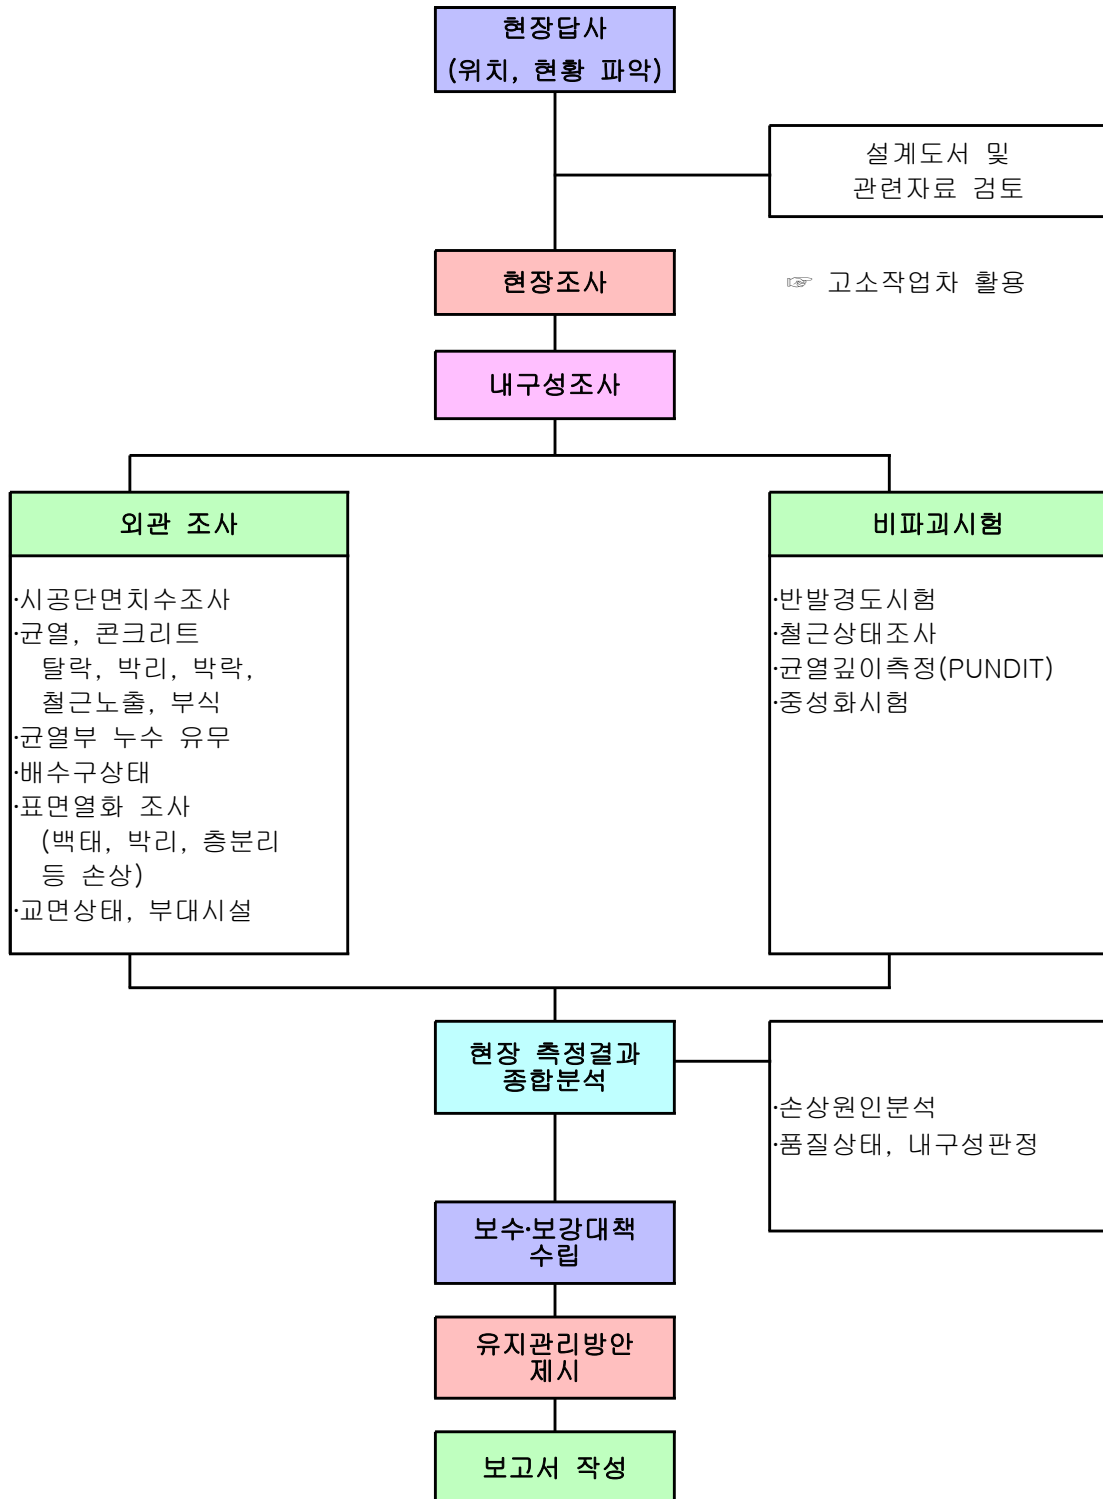 현장답사
(위치, 현황 파악)
설계도서 및
관련자료 검토
현장조사
☞ 고소작업차 활용
내구성조사
외관 조사
·시공단면치수조사
·균열, 콘크리트
탈락, 박리, 박락,
철근노출, 부식
·균열부 누수 유무
·배수구상태
·표면열화 조사
(백태, 박리, 층분리
등 손상)
·교면상태, 부대시설
비파괴시험
·반발경도시험
·철근상태조사
·균열깊이측정(PUNDIT)
·중성화시험
현장 측정결과
종합분석
·손상원인분석
·품질상태, 내구성판정
보수·보강대책
수립
유지관리방안
제시
보고서 작성